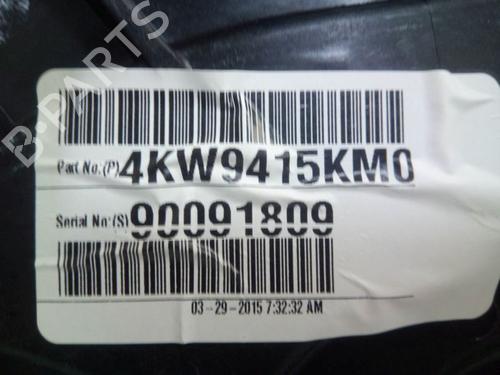 B-PARTS
Part No:(P) 4KW9415KM0
Serial No:(S) 90091809
03-29-2015 7:32:32 AM